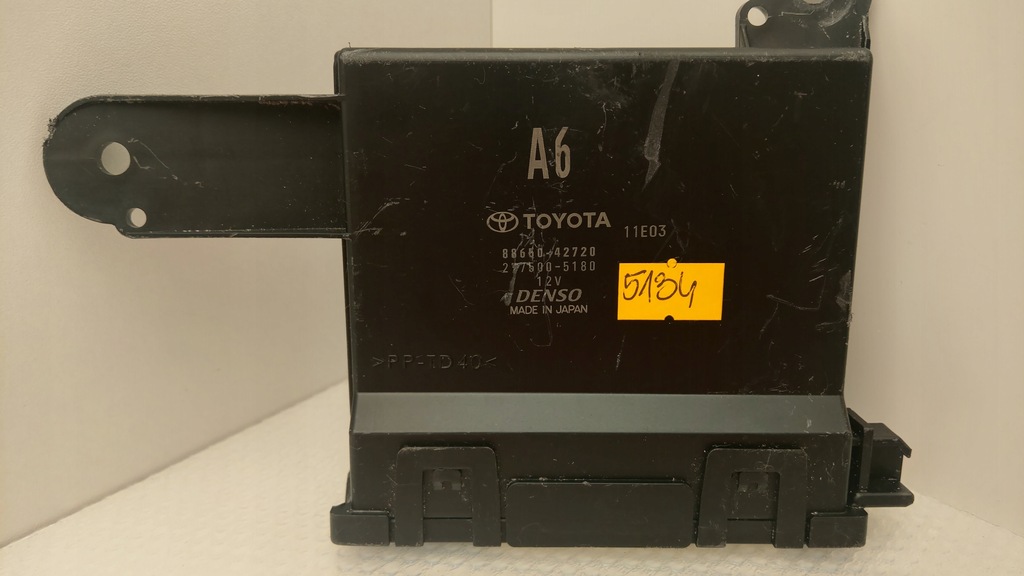 A6
TOYOTA
11E03
88650-42720
277500-5180
12V
DENSO
MADE IN JAPAN
5134
>PP-TD40<